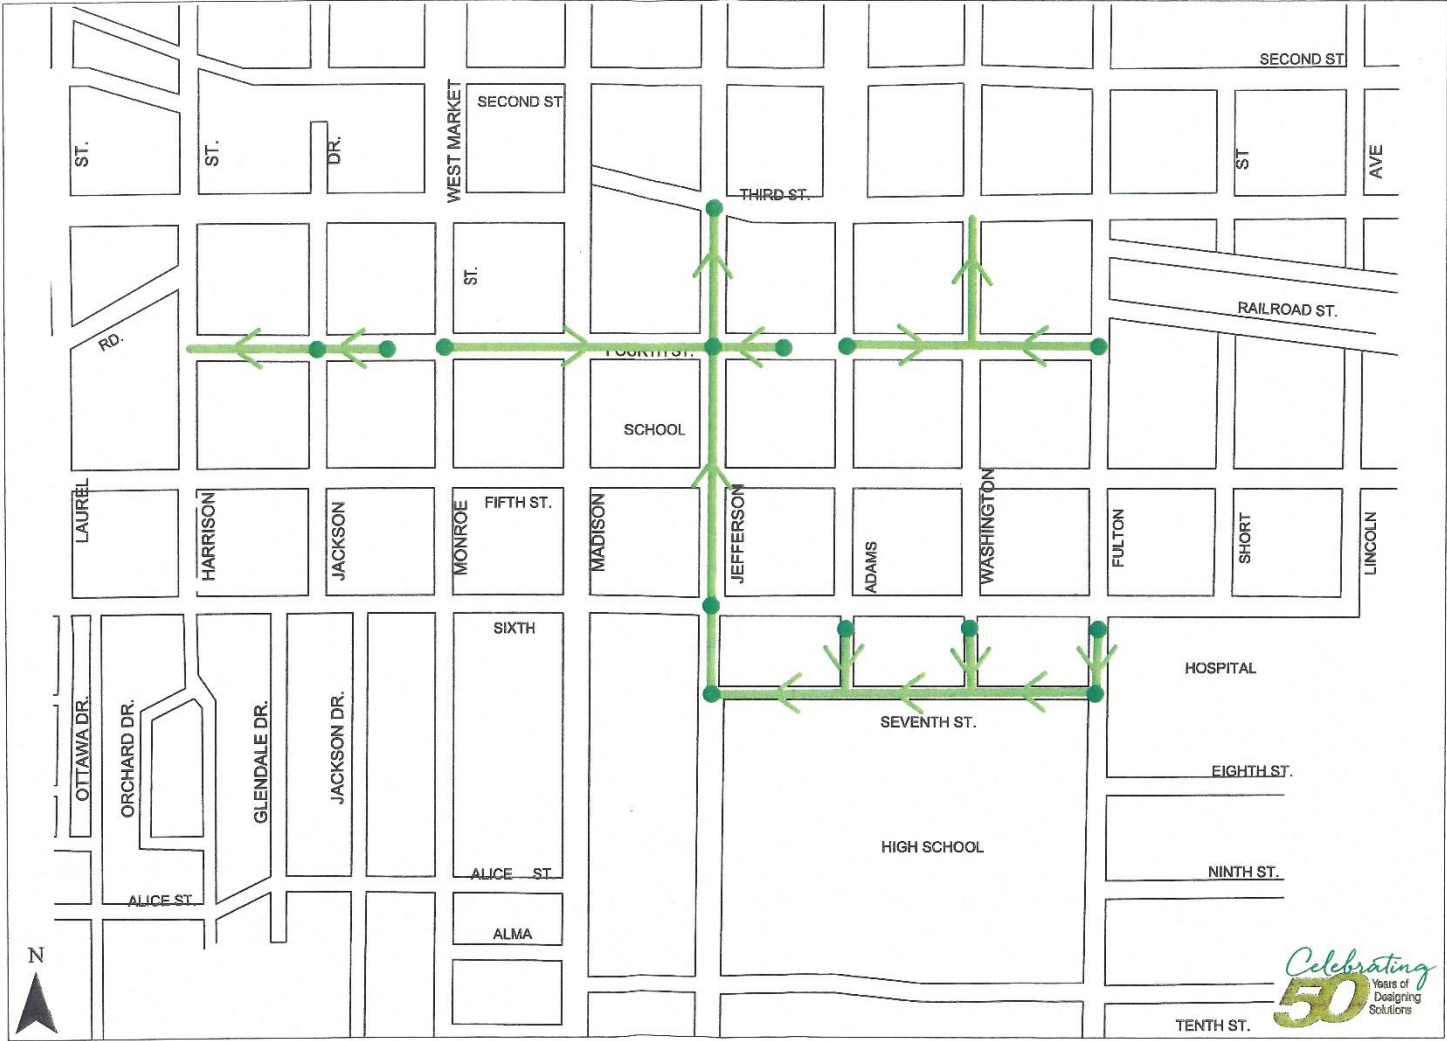 SECOND ST
SECOND ST
WEST MARKET
ST.
ST.
DR.
ST
AVE
THIRD ST.
ST.
RAILROAD ST.
RD.
FOURTH ST.
SCHOOL
LAUREL
HARRISON
JACKSON
MONROE
FIFTH ST.
MADISON
JEFFERSON
ADAMS
WASHINGTON
FULTON
SHORT
LINCOLN
SIXTH
HOSPITAL
OTTAWA DR.
ORCHARD DR.
GLENDALE DR.
JACKSON DR.
SEVENTH ST.
EIGHTH ST.
HIGH SCHOOL
ALICE ST.
NINTH ST.
ALICE ST.
ALMA
N
TENTH ST.
Celebrating
50 Years of
Designing
Solutions